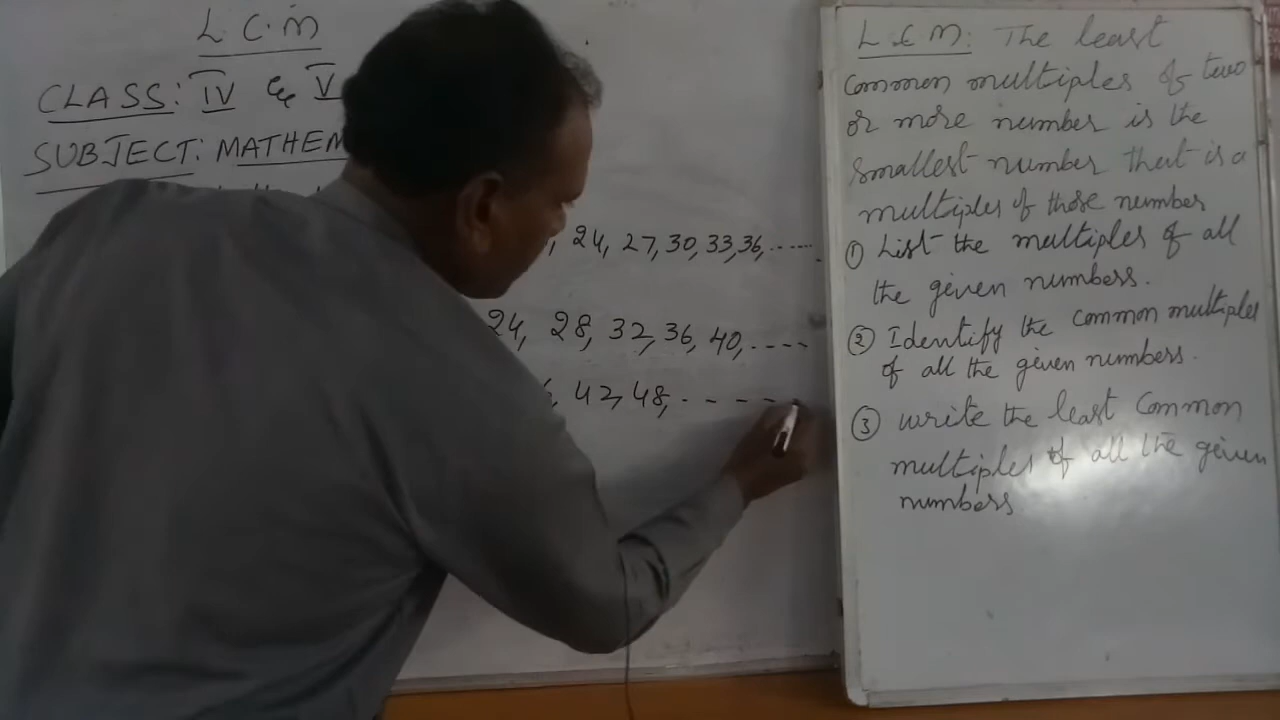 L C M
CLASS: IV & V
SUBJECT: MATHEM
, 24, 27, 30, 33, 36, ......
24, 28, 32, 36, 40, ....
, 42, 48, - - - - -
L.C.M: The least
common multiples of two
or more number is the
smallest number that is a
multiples of those number
① List the multiples of all
the given numbers.
② Identify the common multiples
of all the given numbers.
③ write the least common
multiples of all the given
numbers